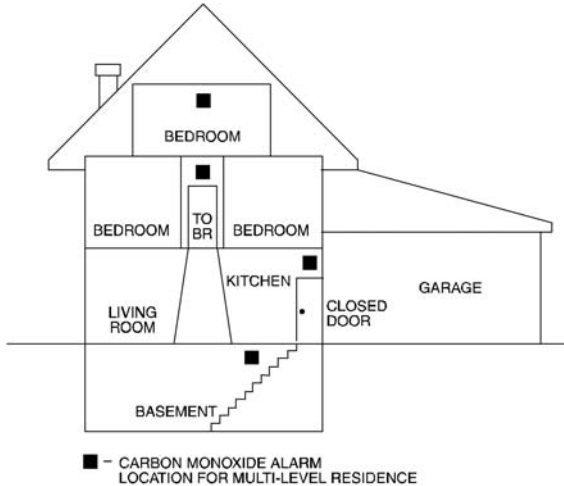 BEDROOM
BEDROOM
TO
BR
BEDROOM
KITCHEN
GARAGE
LIVING
ROOM
CLOSED
DOOR
BASEMENT
- CARBON MONOXIDE ALARM
LOCATION FOR MULTI-LEVEL RESIDENCE